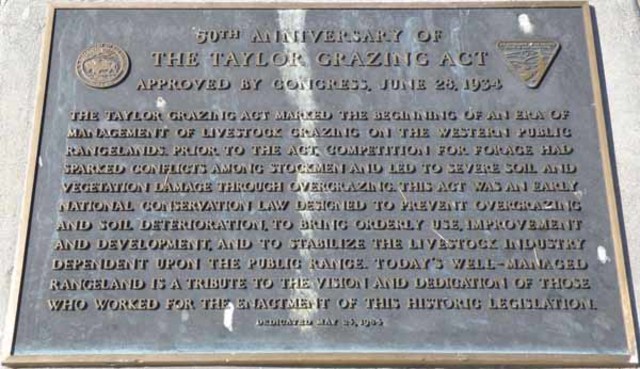 50TH ANNIVERSARY OF
THE TAYLOR GRAZING ACT
APPROVED BY CONGRESS, JUNE 28, 1934
THE TAYLOR GRAZING ACT MARKED THE BEGINNING OF AN ERA OF
MANAGEMENT OF LIVESTOCK GRAZING ON THE WESTERN PUBLIC
RANGELANDS. PRIOR TO THE ACT, COMPETITION FOR FORAGE HAD
SPARKED CONFLICTS AMONG STOCKMEN AND LED TO SEVERE SOIL AND
VEGETATION DAMAGE THROUGH OVERGRAZING. THIS ACT WAS AN EARLY
NATIONAL CONSERVATION LAW DESIGNED TO PREVENT OVERGRAZING
AND SOIL DETERIORATION, TO BRING ORDERLY USE, IMPROVEMENT
AND DEVELOPMENT, AND TO STABILIZE THE LIVESTOCK INDUSTRY
DEPENDENT UPON THE PUBLIC RANGE. TODAY'S WELL-MANAGED
RANGELAND IS A TRIBUTE TO THE VISION AND DEDICATION OF THOSE
WHO WORKED FOR THE ENACTMENT OF THIS HISTORIC LEGISLATION.
DEDICATED MAY 1984